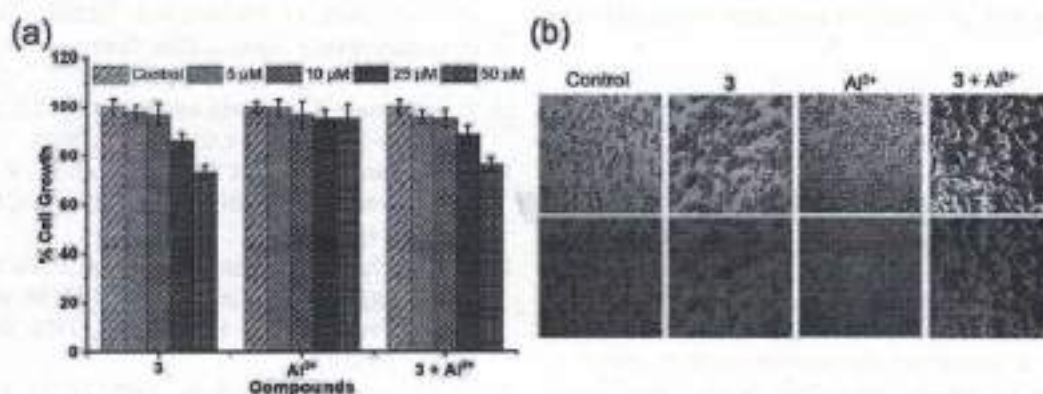 (a)
120
Control 5 µM 10 µM 25 µM 50 µM
100
80
60
40
20
0
% Cell Growth
3 Al³⁺ 3 + Al³⁺
Compounds
(b)
Control 3 Al³⁺ 3 + Al³⁺